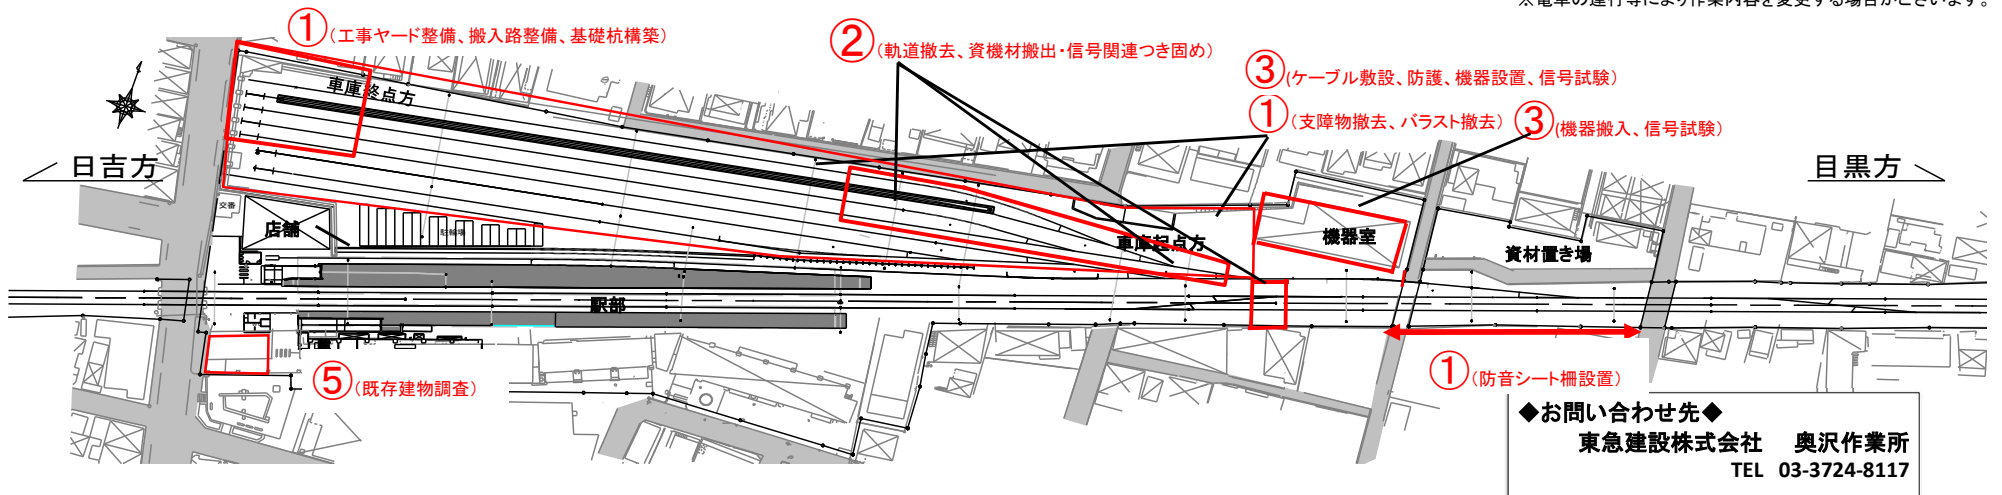 ※電車の運行等により作業内容を変更する場合がございます。
①(工事ヤード整備、搬入路整備、基礎杭構築)
②(軌道撤去、資機材搬出・信号関連つき固め)
③(ケーブル敷設、防護、機器設置、信号試験)
①(支障物撤去、バラスト撤去)
③(機器搬入、信号試験)
車庫終点方
日吉方
目黒方
交番
店舗
駐輪場
車庫起点方
機器室
資材置き場
駅部
⑤(既存建物調査)
①(防音シート柵設置)
◆お問い合わせ先◆
東急建設株式会社 奥沢作業所
TEL 03-3724-8117